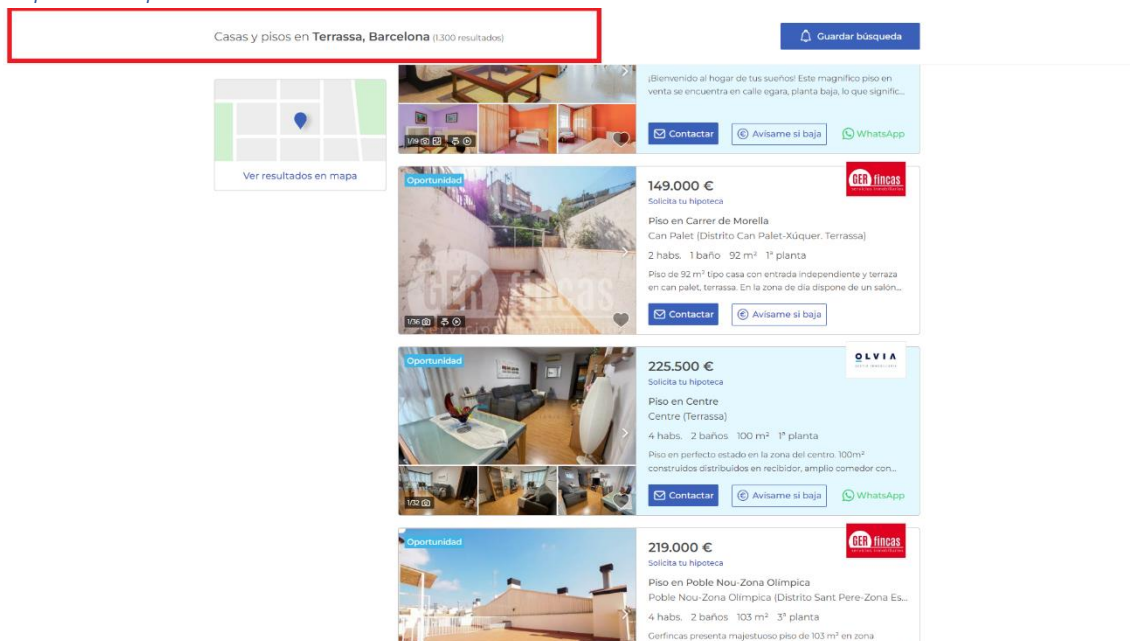 Casas y pisos en Terrassa, Barcelona (1.300 resultados)
Guardar búsqueda
Ver resultados en mapa
¡Bienvenido al hogar de tus sueños! Este magnifico piso en
venta se encuentra en calle egara, planta baja, lo que signific...
1/19
Contactar
Avísame si baja
WhatsApp
Oportunidad
GER fincas
149.000 €
Solicita tu hipoteca
Piso en Carrer de Morella
Can Palet (Distrito Can Palet-Xúquer. Terrassa)
2 habs. 1 baño 92 m² 1ª planta
Piso de 92 m² tipo casa con entrada independiente y terraza
en can palet, terrassa. En la zona de día dispone de un salón...
GER fincas
1/36
Contactar
Avísame si baja
Oportunidad
OLVIA
225.500 €
Solicita tu hipoteca
Piso en Centre
Centre (Terrassa)
4 habs. 2 baños 100 m² 1ª planta
Piso en perfecto estado en la zona del centro. 100m²
construidos distribuidos en recibidor, amplio comedor con...
1/32
Contactar
Avísame si baja
WhatsApp
Oportunidad
GER fincas
219.000 €
Solicita tu hipoteca
Piso en Poble Nou-Zona Olímpica
Poble Nou-Zona Olímpica (Distrito Sant Pere-Zona Es...
4 habs. 2 baños 103 m² 3ª planta
Gerfincas presenta majestuoso piso de 103 m² en zona